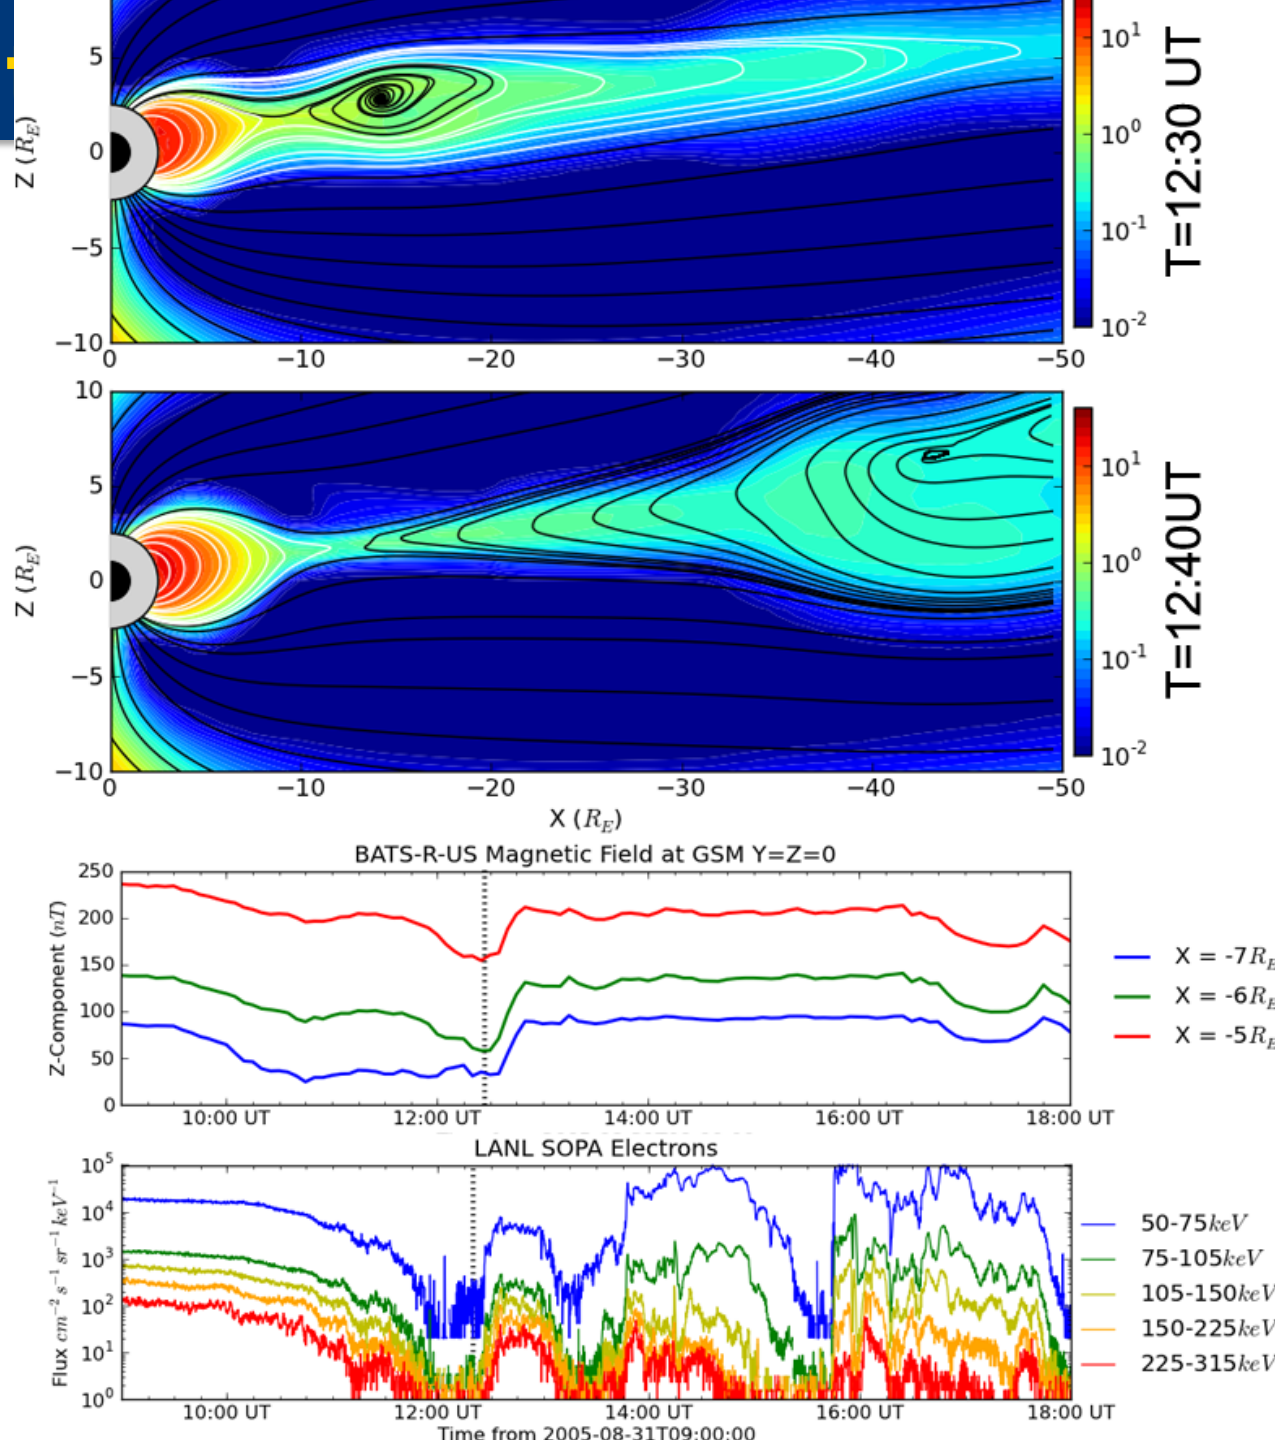 5
0
−5
−10
Z (R_E)
0
−10
−20
−30
−40
−50
10^1
10^0
10^-1
10^-2
T=12:30 UT
10
5
0
−5
−10
Z (R_E)
0
−10
−20
−30
−40
−50
X (R_E)
10^1
10^0
10^-1
10^-2
T=12:40UT
BATS-R-US Magnetic Field at GSM Y=Z=0
250
200
150
100
50
0
Z-Component (nT)
10:00 UT
12:00 UT
14:00 UT
16:00 UT
18:00 UT
X = -7R_E
X = -6R_E
X = -5R_E
LANL SOPA Electrons
10^5
10^4
10^3
10^2
10^1
10^0
Flux cm^−2 s^−1 sr^−1 keV^−1
10:00 UT
12:00 UT
14:00 UT
16:00 UT
18:00 UT
Time from 2005-08-31T09:00:00
50-75keV
75-105keV
105-150keV
150-225keV
225-315keV